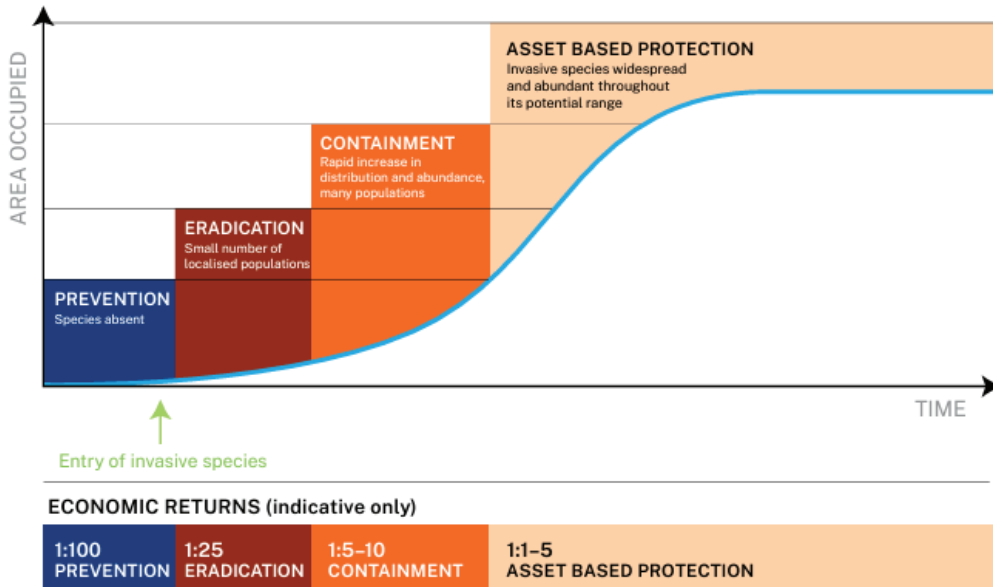 AREA OCCUPIED
ASSET BASED PROTECTION
Invasive species widespread
and abundant throughout
its potential range
CONTAINMENT
Rapid increase in
distribution and abundance,
many populations
ERADICATION
Small number of
localised populations
PREVENTION
Species absent
TIME
Entry of invasive species
ECONOMIC RETURNS (indicative only)
1:100
PREVENTION
1:25
ERADICATION
1:5–10
CONTAINMENT
1:1–5
ASSET BASED PROTECTION